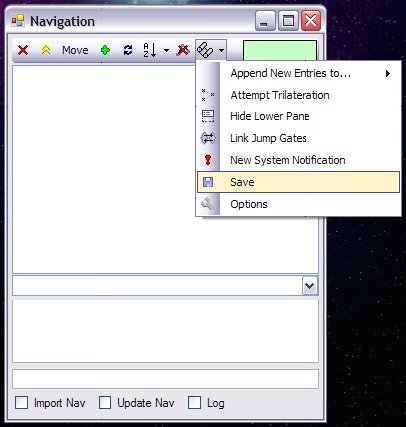 Navigation
Move
Append New Entries to...
Attempt Trilateration
Hide Lower Pane
Link Jump Gates
New System Notification
Save
Options
Import Nav
Update Nav
Log